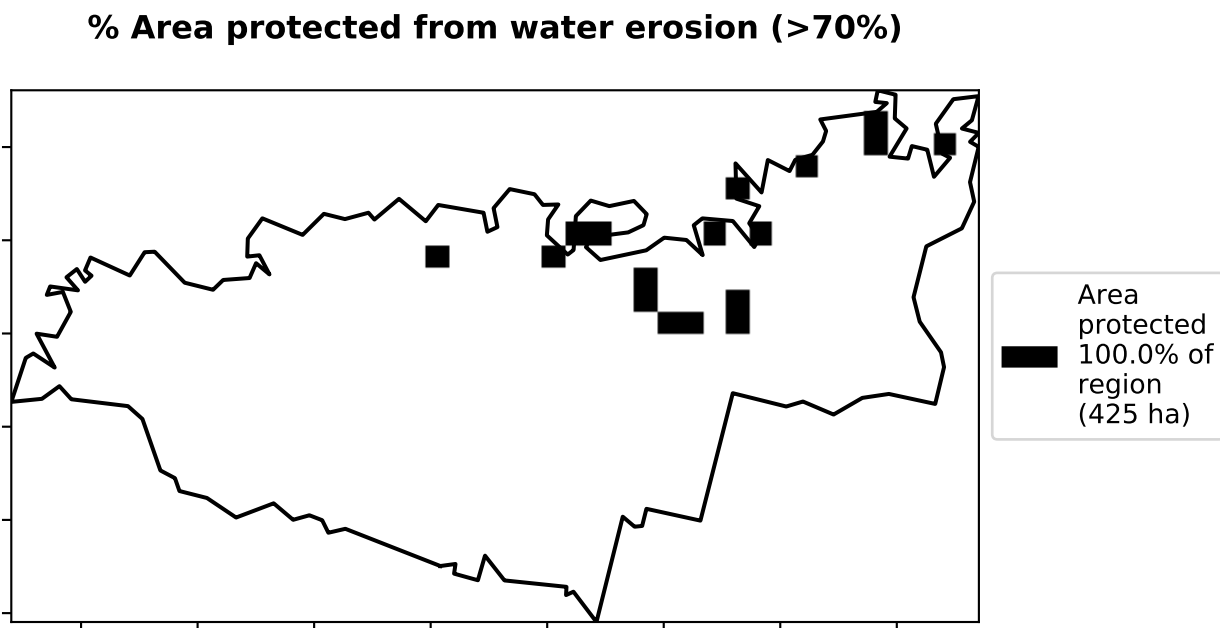 % Area protected from water erosion (>70%)
Area
protected
100.0% of
region
(425 ha)